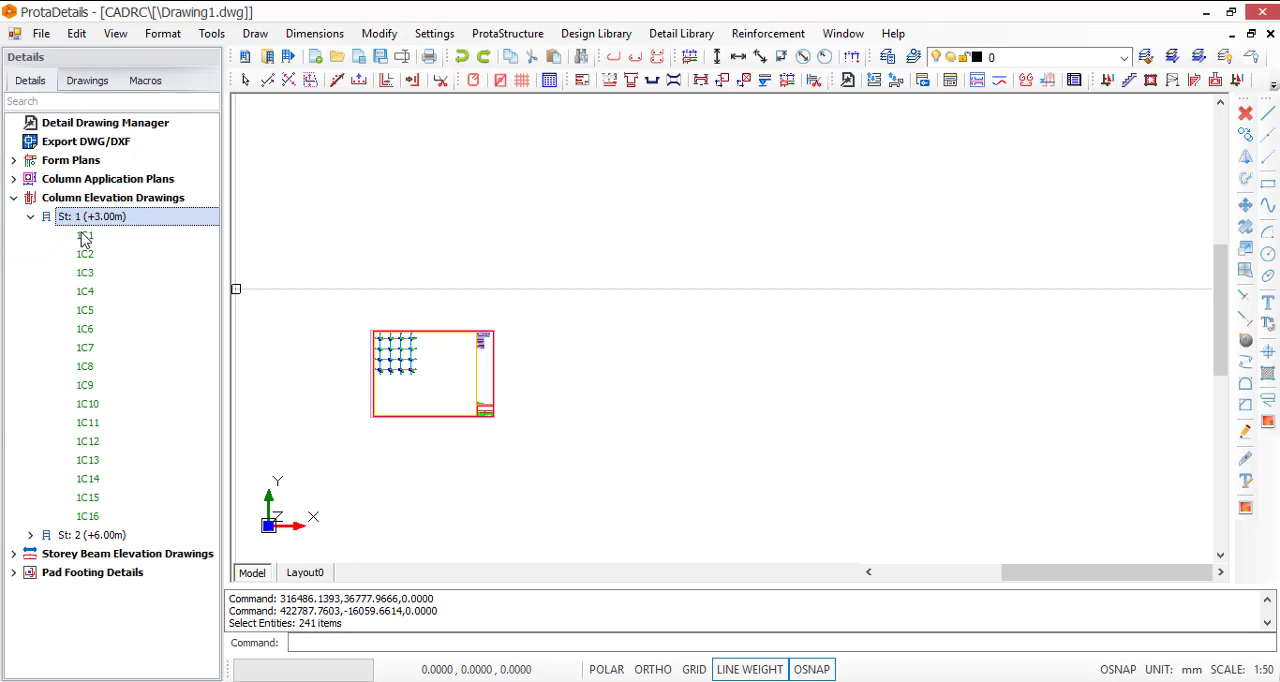 ProtaDetails - [CADRC\[\Drawing1.dwg]]
File Edit View Format Tools Draw Dimensions Modify Settings ProtaStructure Design Library Detail Library Reinforcement Window Help
Details
Details Drawings Macros
Search
0
Detail Drawing Manager
Export DWG/DXF
Form Plans
Column Application Plans
Column Elevation Drawings
St: 1 (+3.00m)
1C1
1C2
1C3
1C4
1C5
1C6
1C7
1C8
1C9
1C10
1C11
1C12
1C13
1C14
1C15
1C16
St: 2 (+6.00m)
Storey Beam Elevation Drawings
Pad Footing Details
Y
Z
X
Model Layout0
Command: 316486.1393,36777.9666,0.0000
Command: 422787.7603,-16059.6614,0.0000
Select Entities: 241 items
Command:
0.0000 , 0.0000 , 0.0000 POLAR ORTHO GRID LINE WEIGHT OSNAP OSNAP UNIT: mm SCALE: 1:50